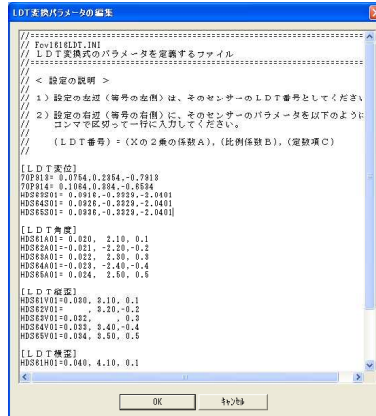 LDT変換パラメータの編集
//=====================================================
// Fcv1616LDT.INI
// LDT変換式のパラメータを定義するファイル
//-----------------------------------------------------
//
// < 設定の説明 >
//
// 1) 設定の左辺(等号の左側)は、そのセンサーのLDT番号としてくださ
//
// 2) 設定の右辺(等号の右側)に、そのセンサーのパラメータを以下のように
// コンマで区切って一行に入力してください。
//
// (LDT番号) = (Xの2乗の係数A), (比例係数B), (定数項C)
//
[LDT変位]
70P913= 0.0754,0.2354,-0.7913
70P914= 0.1064,0.334,-0.6534
HDS63S01= 0.0916,-0.3329,-2.0401
HDS64S01= 0.0926,-0.3329,-2.0401
HDS65S01= 0.0936,-0.3329,-2.0401
[LDT角度]
HDS61A01= 0.020, 2.10, 0.1
HDS62A01=-0.021, -2.20,-0.2
HDS63A01= 0.022, 2.30, 0.3
HDS64A01=-0.023, -2.40,-0.4
HDS65A01= 0.024, 2.50, 0.5
[LDT縦歪]
HDS61V01=0.030, 3.10, 0.1
HDS62V01= , 3.20,-0.2
HDS63V01=0.032, , 0.3
HDS64V01=0.033, 3.40,-0.4
HDS65V01=0.034, 3.50, 0.5
[LDT横歪]
HDS61H01=0.040, 4.10, 0.1
OK キャンセル